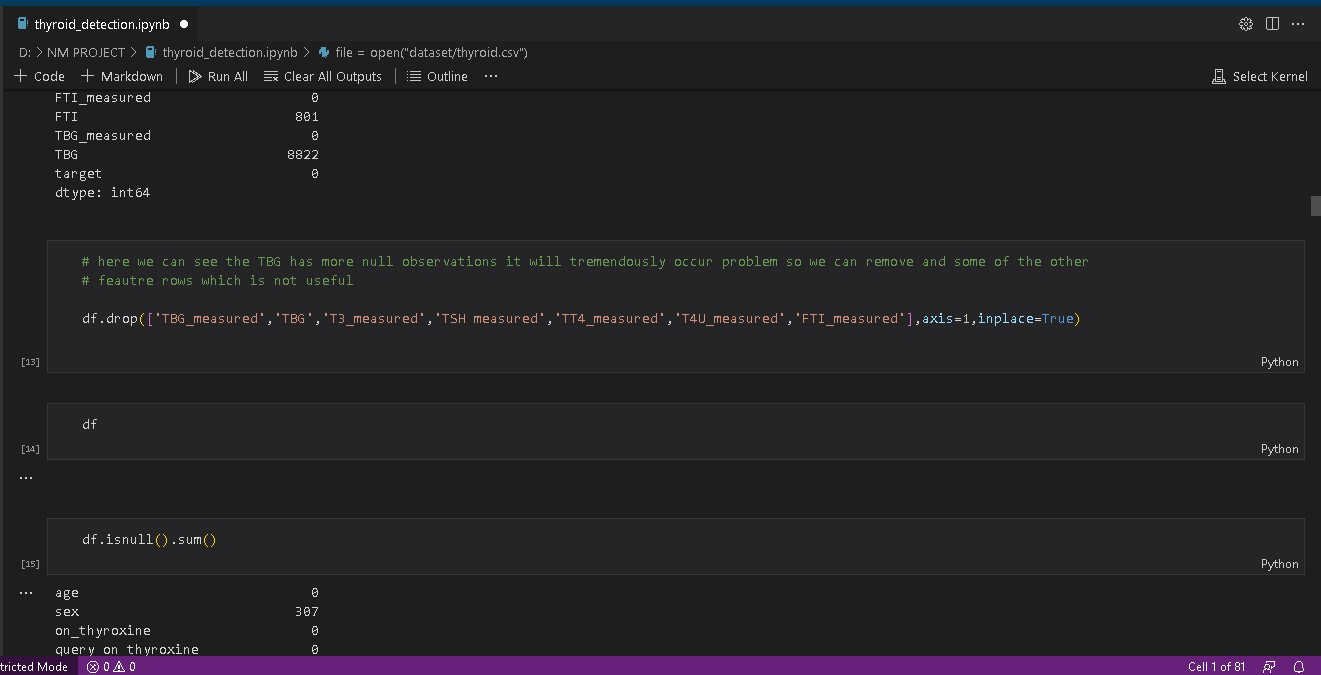 thyroid_detection.ipynb ●
D: > NM PROJECT > thyroid_detection.ipynb > file = open("dataset/thyroid.csv")
+ Code + Markdown | Run All Clear All Outputs | Outline ... Select Kernel
FTI_measured 0
FTI 801
TBG_measured 0
TBG 8822
target 0
dtype: int64
# here we can see the TBG has more null observations it will tremendously occur problem so we can remove and some of the other
# feautre rows which is not useful
df.drop(['TBG_measured','TBG','T3_measured','TSH measured','TT4_measured','T4U_measured','FTI_measured'],axis=1,inplace=True)
[13] Python
df
[14] Python
...
df.isnull().sum()
[15] Python
... age 0
sex 307
on_thyroxine 0
query on thyroxine 0
tricted Mode 0 0 Cell 1 of 81